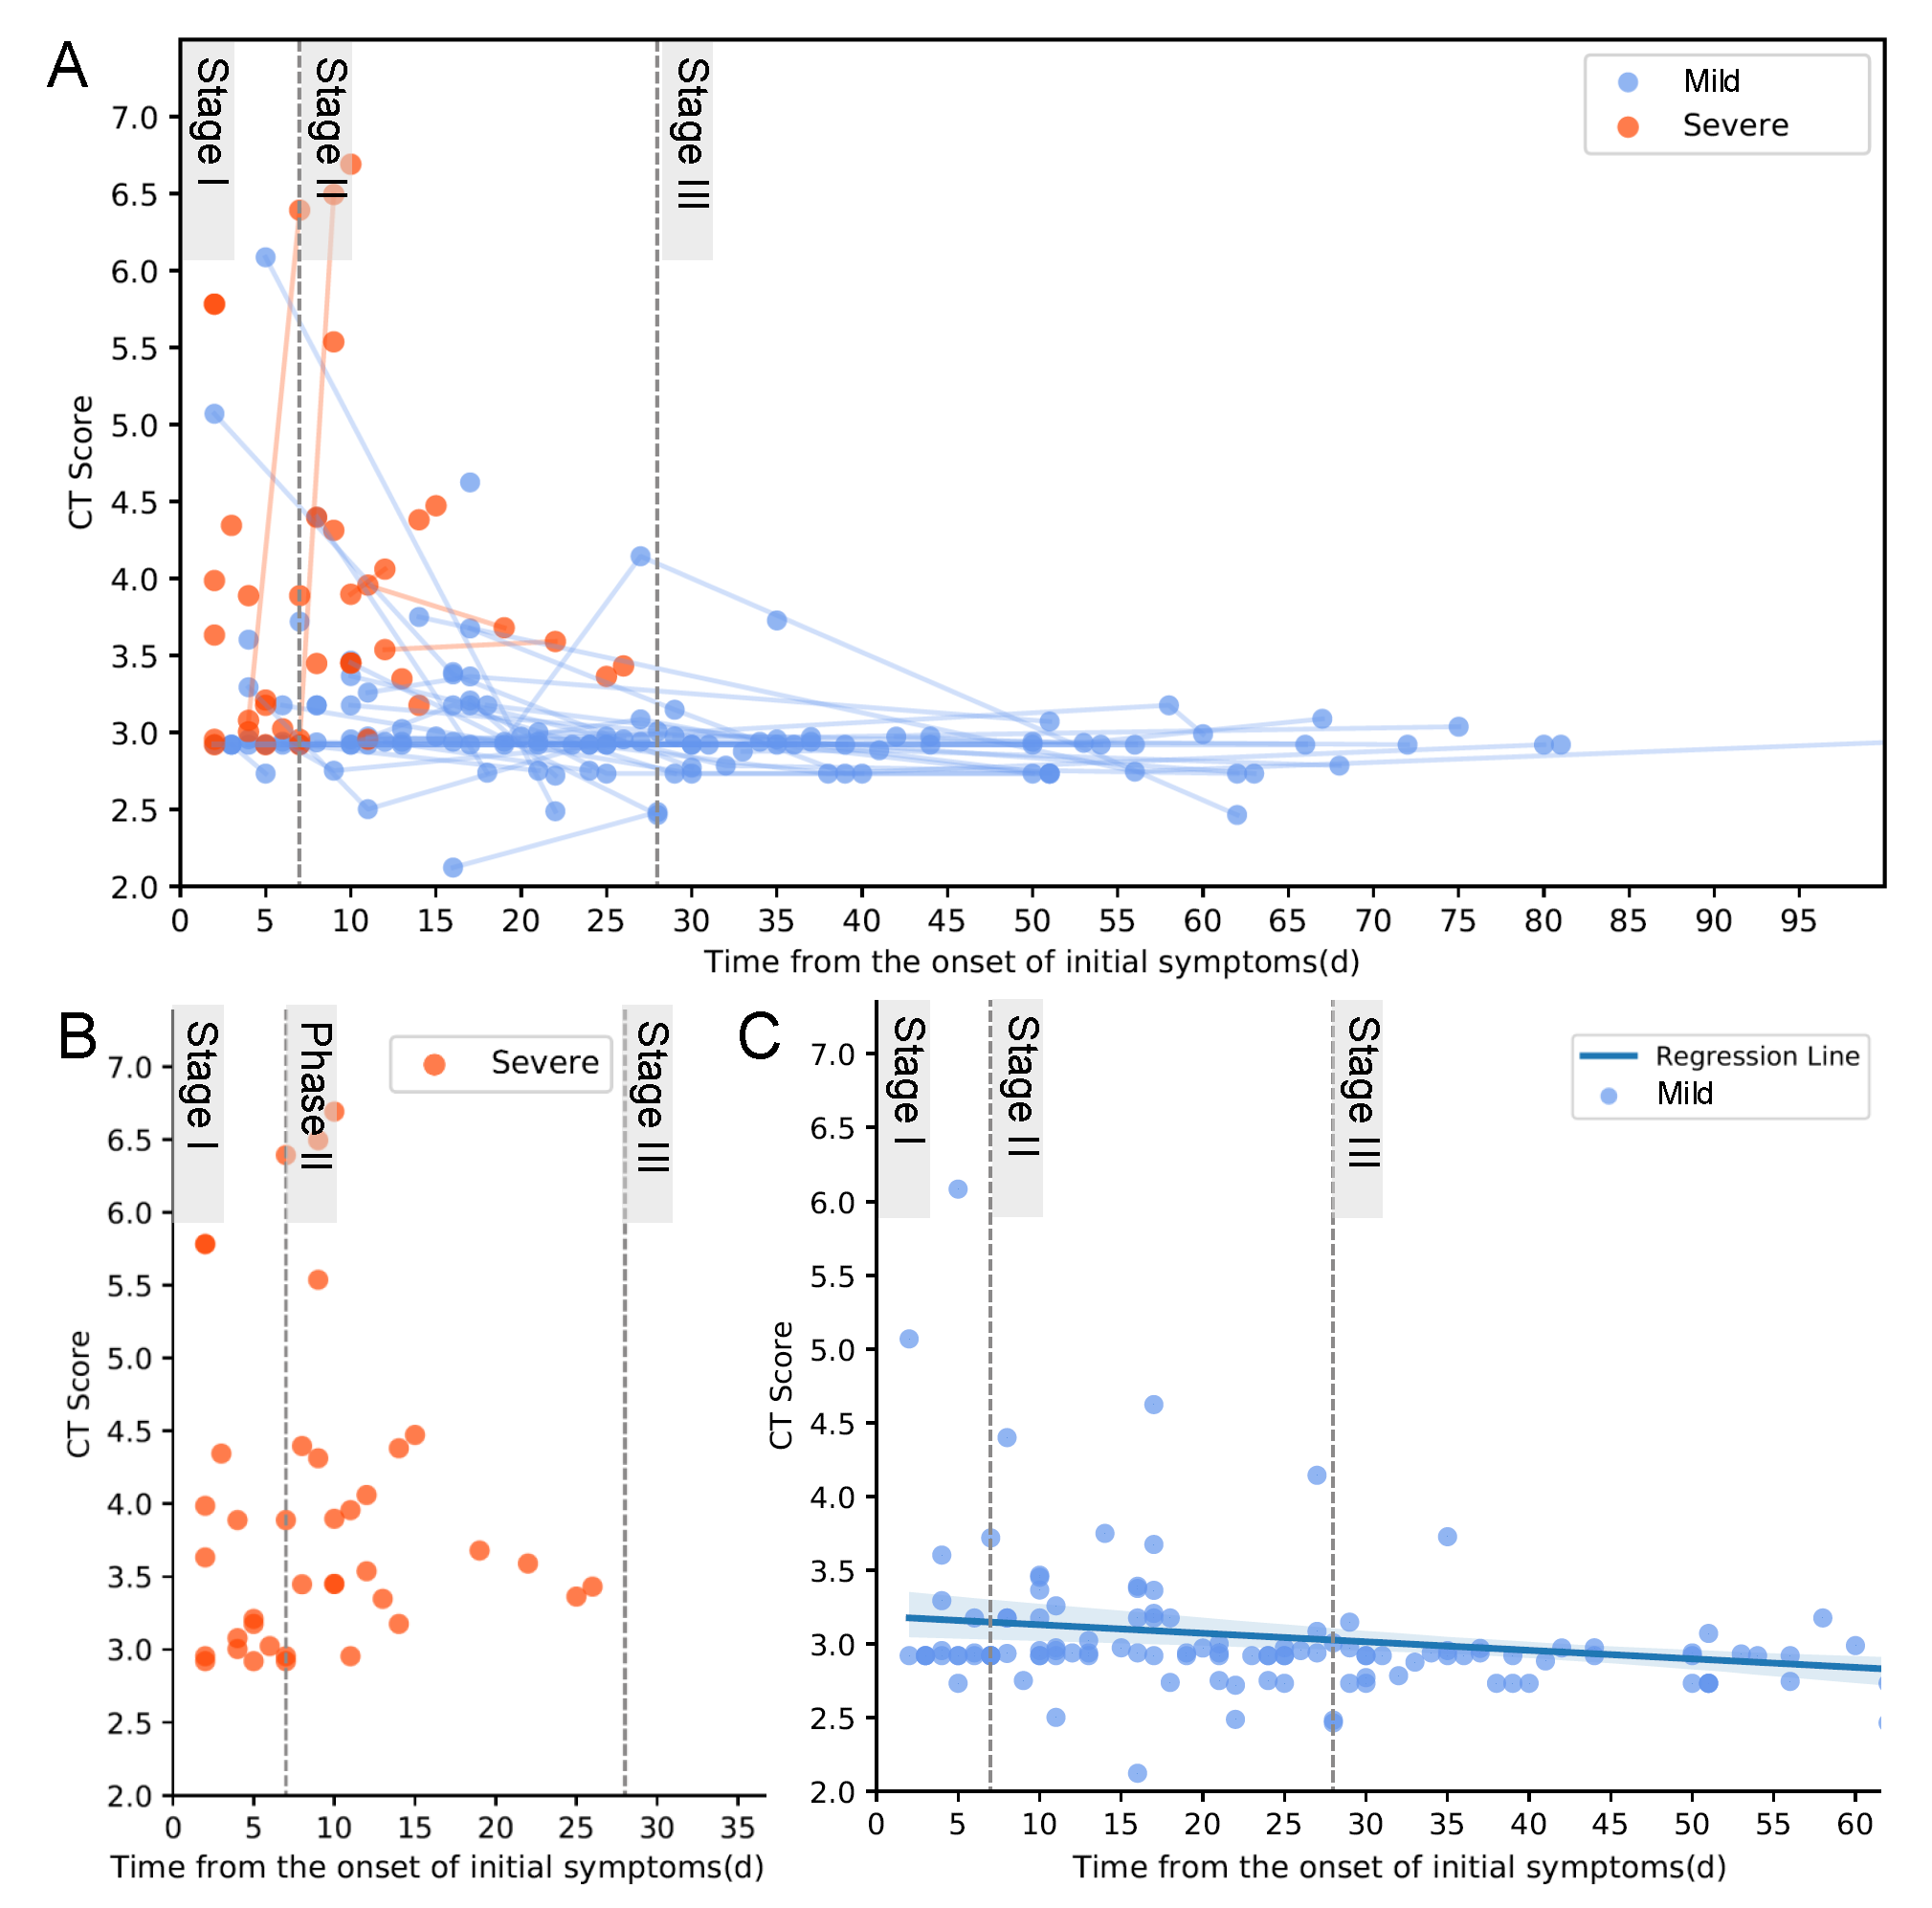 A
Stage I
Stage II
Stage III
Mild
Severe
7.0
6.5
6.0
5.5
5.0
4.5
4.0
3.5
3.0
2.5
2.0
CT Score
0 5 10 15 20 25 30 35 40 45 50 55 60 65 70 75 80 85 90 95
Time from the onset of initial symptoms(d)
B
Stage I
Phase II
Stage III
Severe
7.0
6.5
6.0
5.5
5.0
4.5
4.0
3.5
3.0
2.5
2.0
CT Score
0 5 10 15 20 25 30 35
Time from the onset of initial symptoms(d)
C
Stage I
Stage II
Stage III
Regression Line
Mild
7.0
6.5
6.0
5.5
5.0
4.5
4.0
3.5
3.0
2.5
2.0
CT Score
0 5 10 15 20 25 30 35 40 45 50 55 60
Time from the onset of initial symptoms(d)